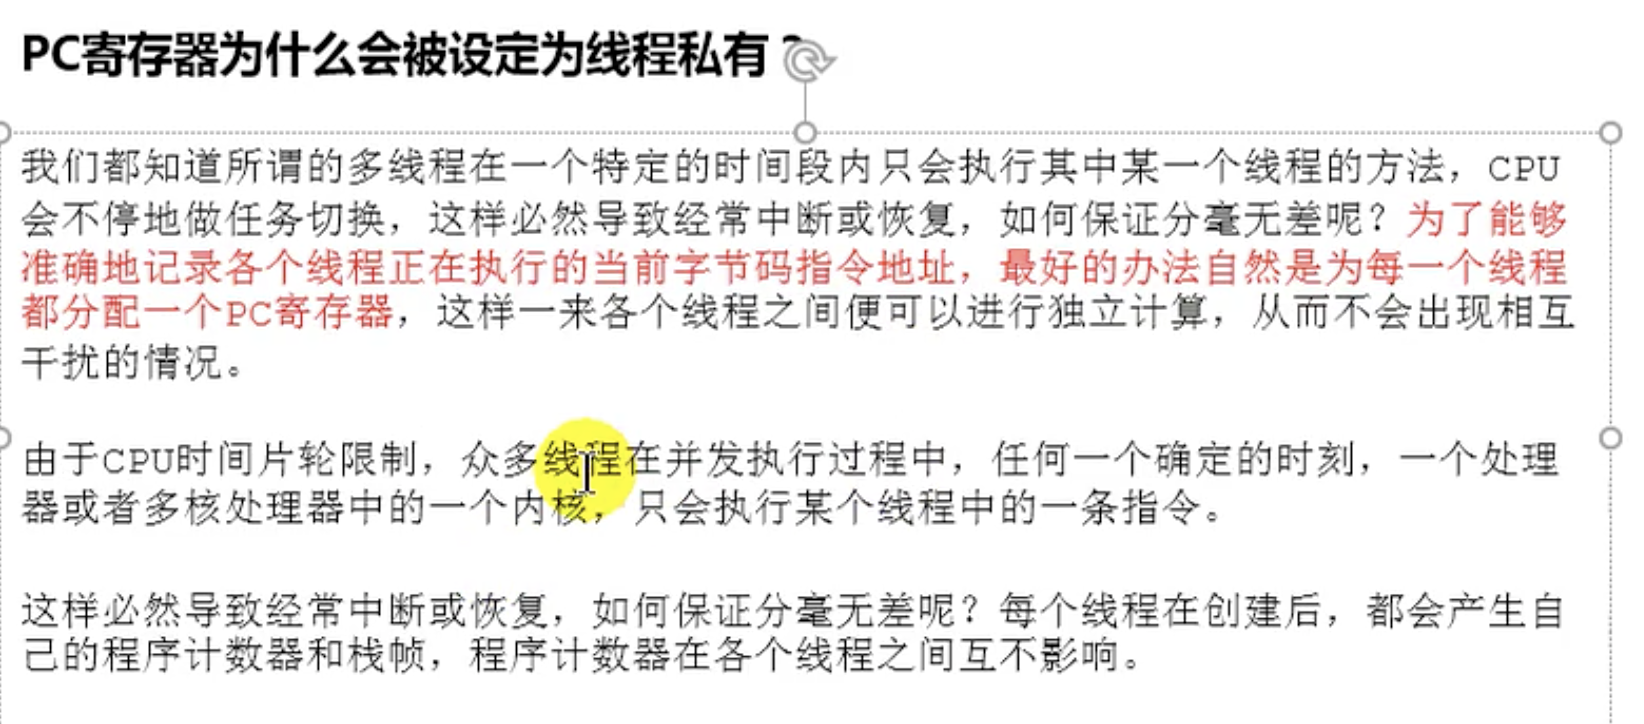 PC寄存器为什么会被设定为线程私有?
我们都知道所谓的多线程在一个特定的时间段内只会执行其中某一个线程的方法，CPU
会不停地做任务切换，这样必然导致经常中断或恢复，如何保证分毫无差呢？为了能够
准确地记录各个线程正在执行的当前字节码指令地址，最好的办法自然是为每一个线程
都分配一个PC寄存器，这样一来各个线程之间便可以进行独立计算，从而不会出现相互
干扰的情况。
由于CPU时间片轮限制，众多线程在并发执行过程中，任何一个确定的时刻，一个处理
器或者多核处理器中的一个内核，只会执行某个线程中的一条指令。
这样必然导致经常中断或恢复，如何保证分毫无差呢？每个线程在创建后，都会产生自
己的程序计数器和栈帧，程序计数器在各个线程之间互不影响。